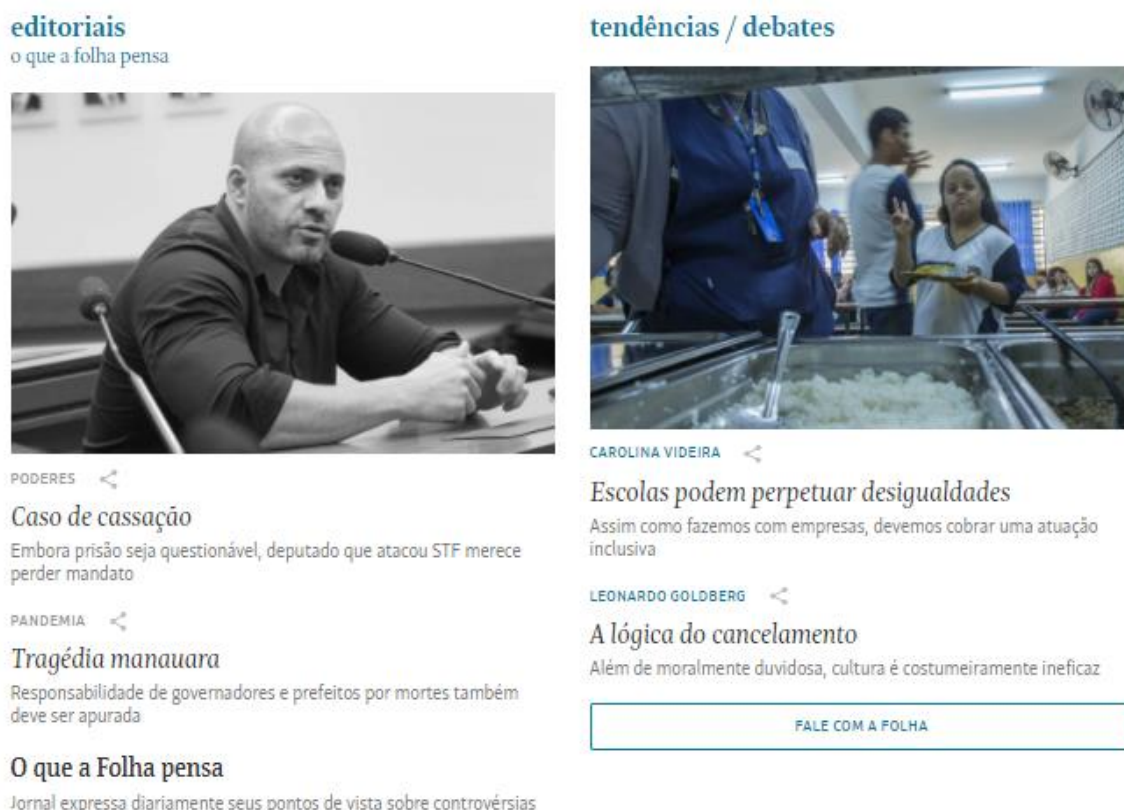 editoriais
o que a folha pensa
PODERES
Caso de cassação
Embora prisão seja questionável, deputado que atacou STF merece
perder mandato
PANDEMIA
Tragédia manauara
Responsabilidade de governadores e prefeitos por mortes também
deve ser apurada
O que a Folha pensa
Jornal expressa diariamente seus pontos de vista sobre controvérsias
tendências / debates
CAROLINA VIDEIRA
Escolas podem perpetuar desigualdades
Assim como fazemos com empresas, devemos cobrar uma atuação
inclusiva
LEONARDO GOLDBERG
A lógica do cancelamento
Além de moralmente duvidosa, cultura é costumeiramente ineficaz
FALE COM A FOLHA